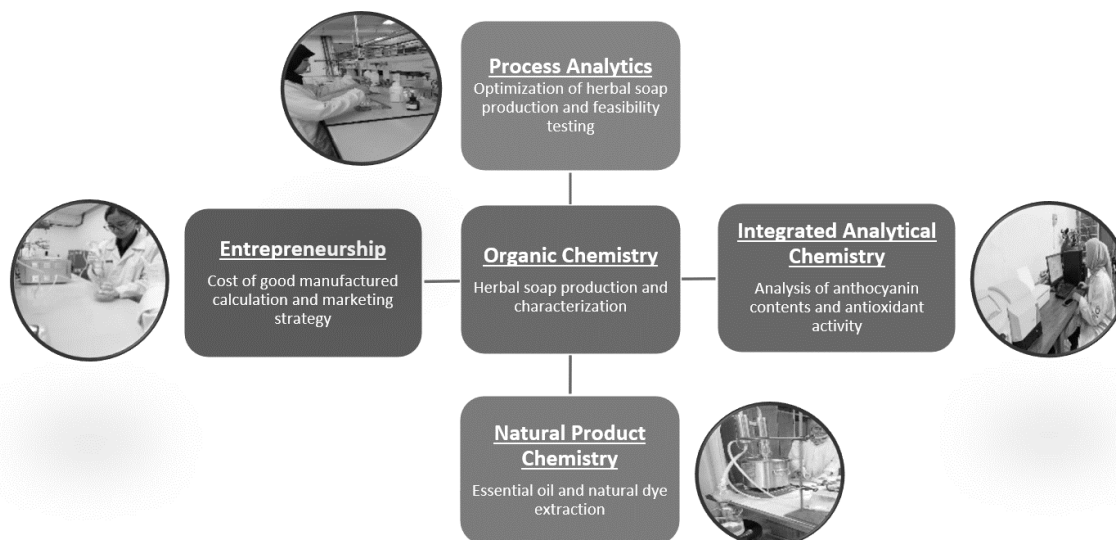 Process Analytics
Optimization of herbal soap
production and feasibility
testing
Entrepreneurship
Cost of good manufactured
calculation and marketing
strategy
Organic Chemistry
Herbal soap production and
characterization
Integrated Analytical
Chemistry
Analysis of anthocyanin
contents and antioxidant
activity
Natural Product
Chemistry
Essential oil and natural dye
extraction